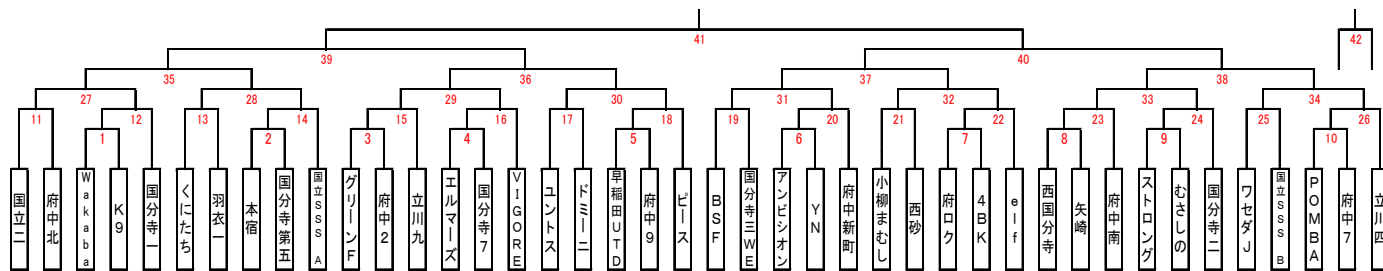 41
42
39
40
35
36
37
38
27
28
29
30
31
32
33
34
11
12
13
14
15
16
17
18
19
20
21
22
23
24
25
26
1
2
3
4
5
6
7
8
9
10
国立二
府中北
Wakaba
K9
国分寺一
くにたち
羽衣一
本宿
国分寺第五
国立SSS A
グリーンF
府中2
立川九
エルマーズ
国分寺7
VIGORE
ユントス
ドミーニ
早稲田UTD
府中9
ピース
BSF
国分寺三WE
アンビシオン
YN
府中新町
小柳まむし
西砂
府ロク
4BK
elf
西国分寺
矢崎
府中南
ストロング
むさしの
国分寺二
ワセダJ
国立SSS B
POMBA
府中7
立川四